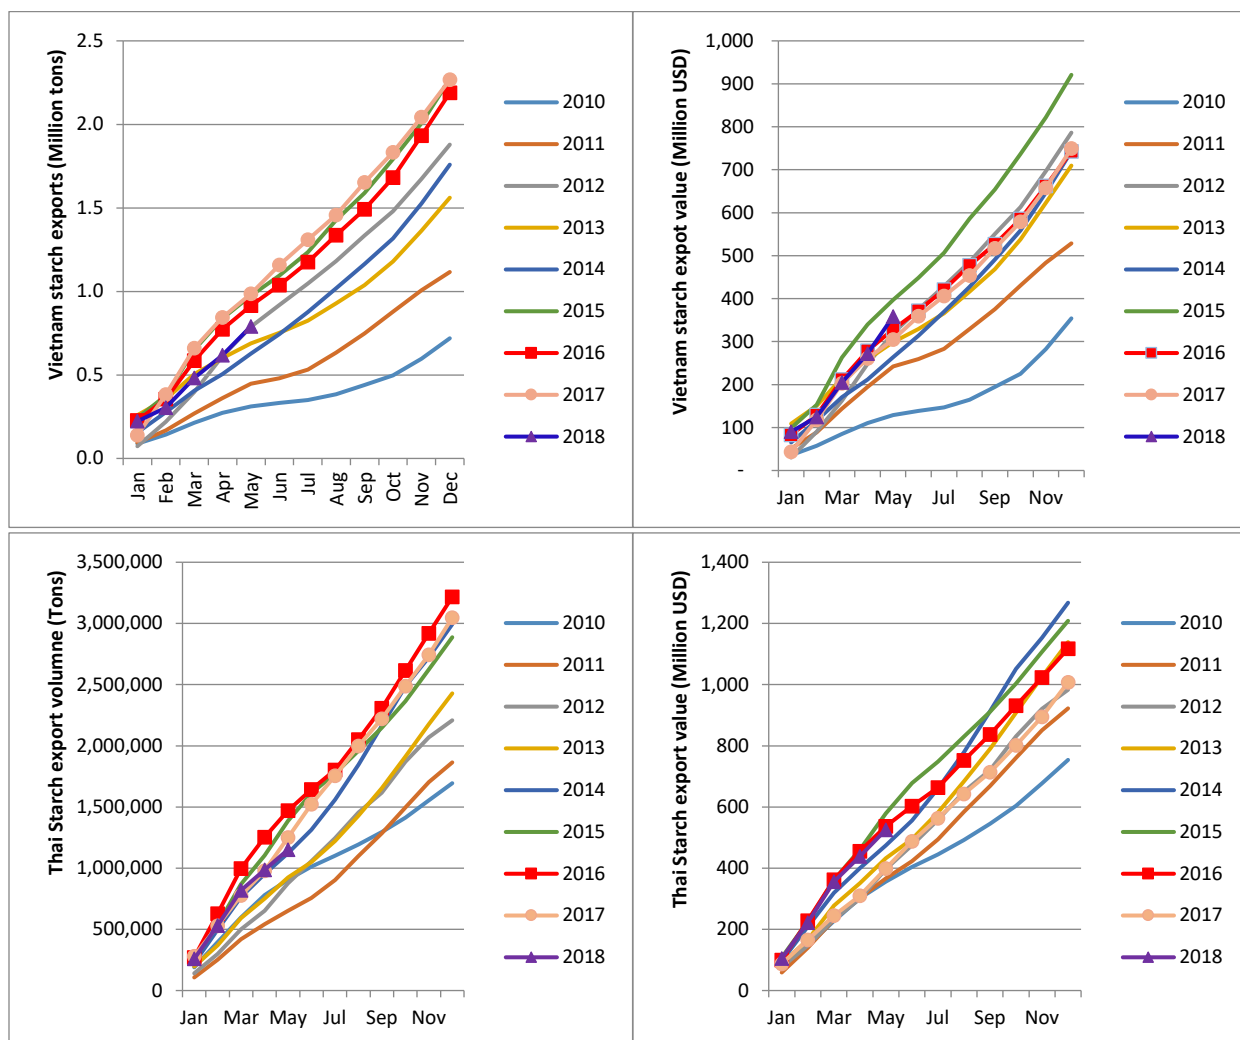 Vietnam starch exports (Million tons)
2.5
2.0
1.5
1.0
0.5
0.0
Jan
Feb
Mar
Apr
May
Jun
Jul
Aug
Sep
Oct
Nov
Dec
2010
2011
2012
2013
2014
2015
2016
2017
2018
Vietnam starch expot value (Million USD)
1,000
900
800
700
600
500
400
300
200
100
-
Jan
Mar
May
Jul
Sep
Nov
2010
2011
2012
2013
2014
2015
2016
2017
2018
Thai Starch export volumne (Tons)
3,500,000
3,000,000
2,500,000
2,000,000
1,500,000
1,000,000
500,000
0
Jan
Mar
May
Jul
Sep
Nov
2010
2011
2012
2013
2014
2015
2016
2017
2018
Thai Starch export value (Million USD)
1,400
1,200
1,000
800
600
400
200
0
Jan
Mar
May
Jul
Sep
Nov
2010
2011
2012
2013
2014
2015
2016
2017
2018